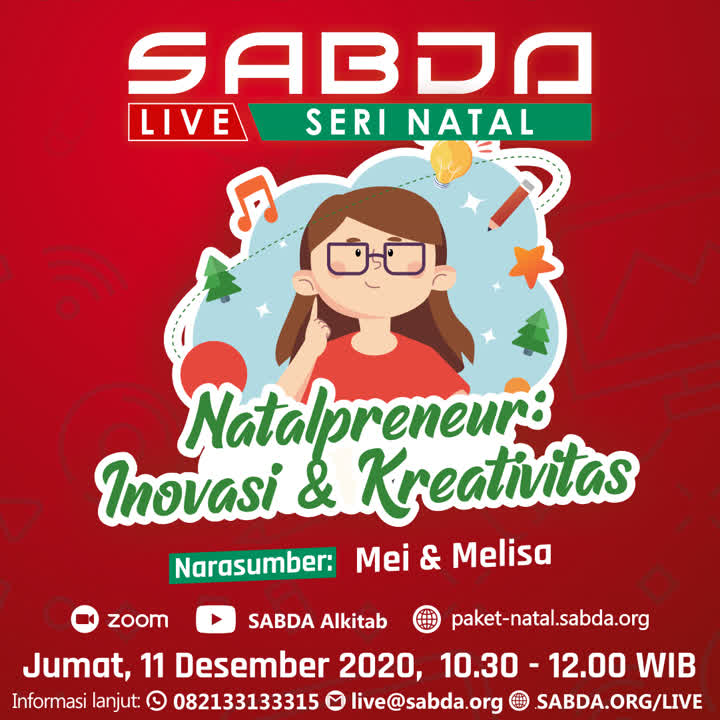 SABDA
LIVE SERI NATAL
Natalpreneur:
Inovasi & Kreativitas
Narasumber: Mei & Melisa
zoom SABDA Alkitab paket-natal.sabda.org
Jumat, 11 Desember 2020, 10.30 - 12.00 WIB
Informasi lanjut: 082133133315 live@sabda.org SABDA.ORG/LIVE